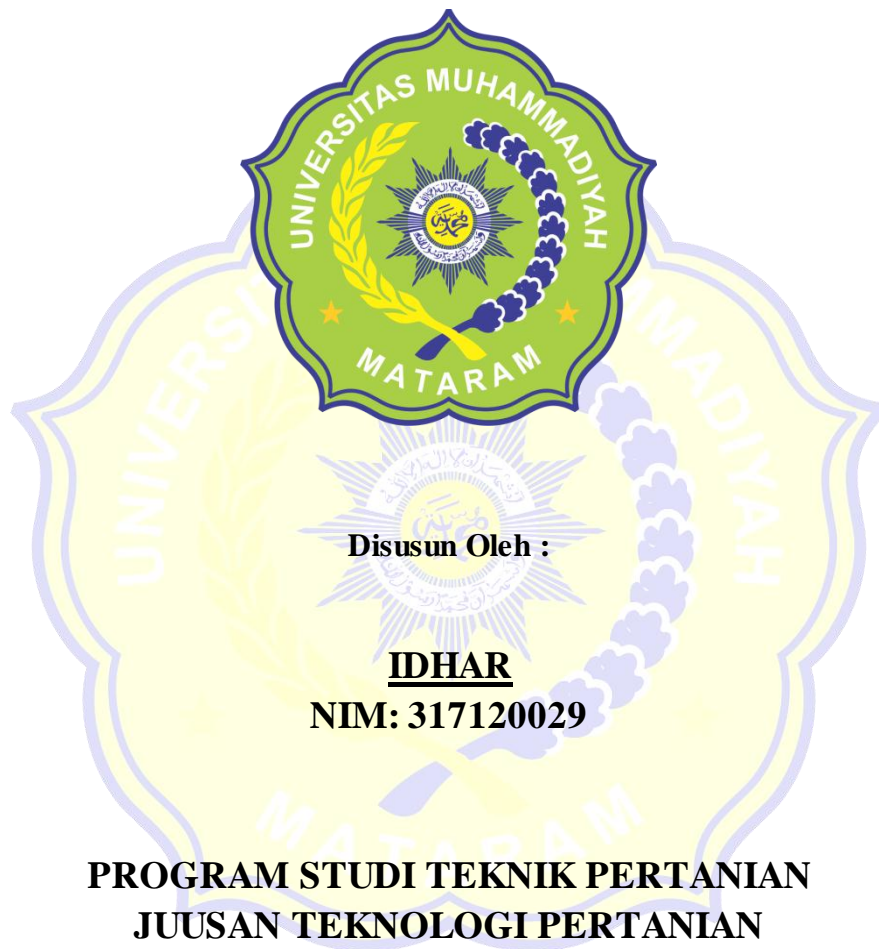 UNIVERSITAS MUHAMMADIYAH
MATARAM
Disusun Oleh :
IDHAR
NIM: 317120029
PROGRAM STUDI TEKNIK PERTANIAN
JUUSAN TEKNOLOGI PERTANIAN